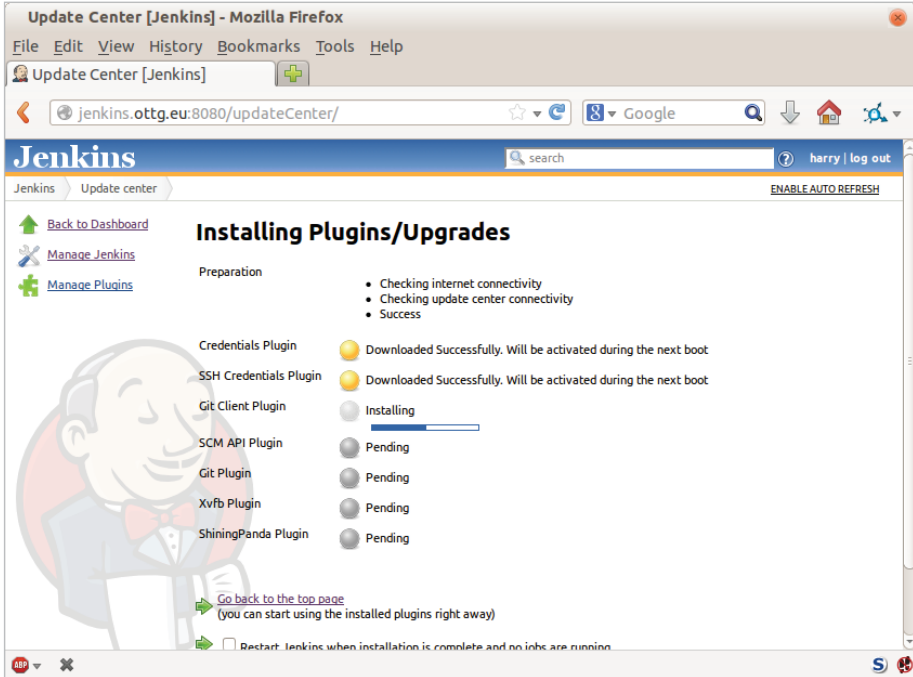 Update Center [Jenkins] - Mozilla Firefox
File Edit View History Bookmarks Tools Help
Update Center [Jenkins]
jenkins.ottg.eu:8080/updateCenter/
8 Google
Jenkins
search
? harry | log out
Jenkins Update center
ENABLE AUTO REFRESH
Back to Dashboard
Manage Jenkins
Manage Plugins
Installing Plugins/Upgrades
Preparation
• Checking internet connectivity
• Checking update center connectivity
• Success
Credentials Plugin Downloaded Successfully. Will be activated during the next boot
SSH Credentials Plugin Downloaded Successfully. Will be activated during the next boot
Git Client Plugin Installing
SCM API Plugin Pending
Git Plugin Pending
Xvfb Plugin Pending
ShiningPanda Plugin Pending
Go back to the top page
(you can start using the installed plugins right away)
Restart Jenkins when installation is complete and no jobs are running
ABP
S